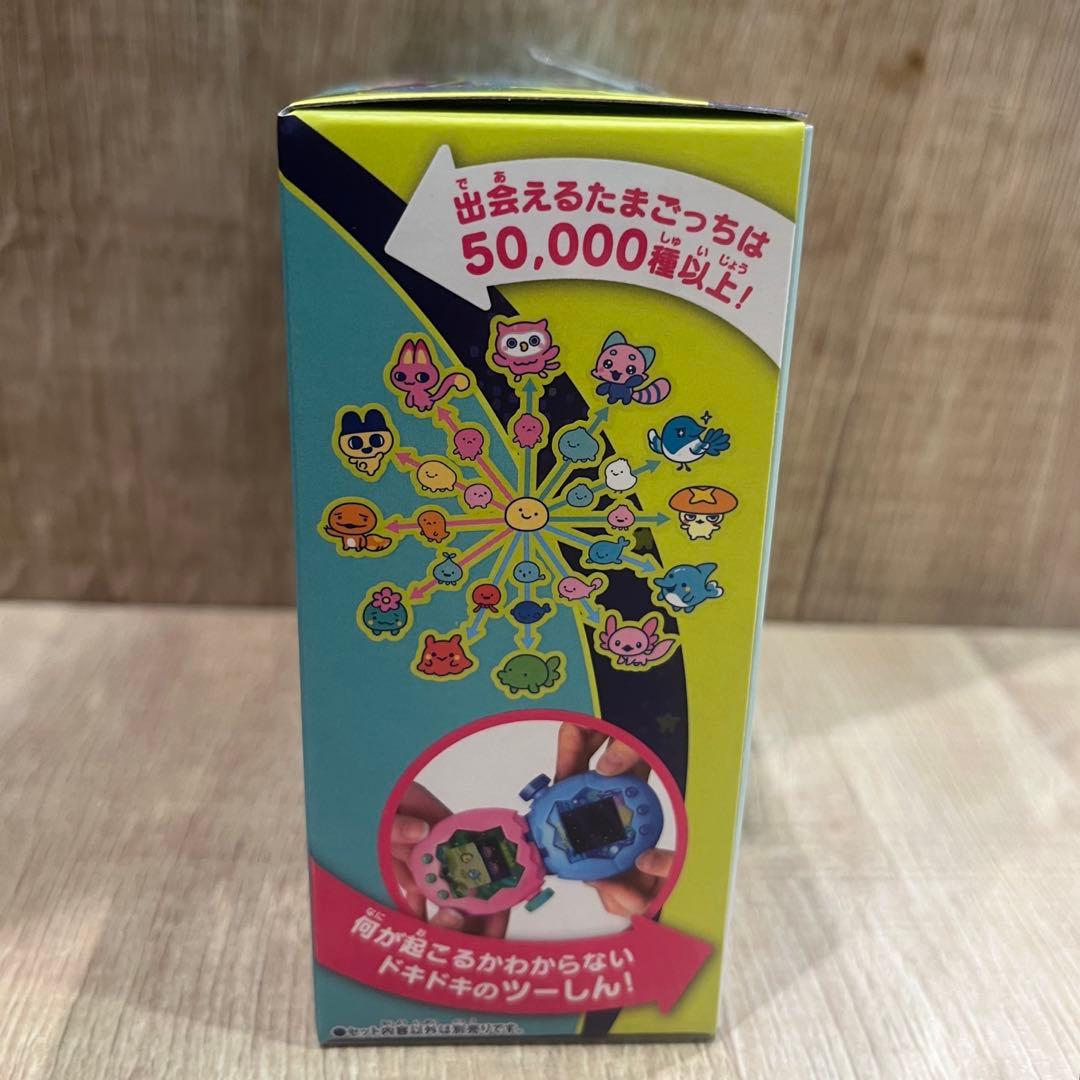 出会えるたまごっちは
50,000種以上!
何が起こるかわからない
ドキドキのツーしん!
●セット内容以外は別売りです。